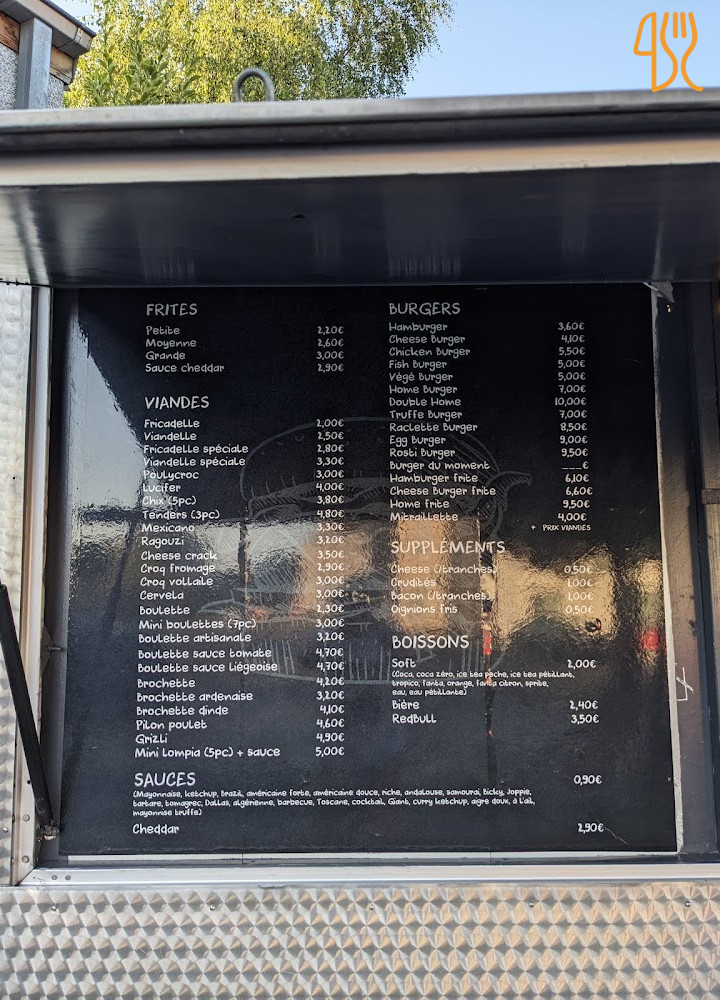 FRITES
Petite 2,20€
Moyenne 2,60€
Grande 3,00€
Sauce cheddar 2,90€
VIANDES
Fricadelle 2,00€
Viandelle 2,50€
Fricadelle spéciale 2,80€
Viandelle spéciale 3,30€
Poulycroc 3,00€
Lucifer 4,00€
Chix (5pc) 3,80€
Tenders (3pc) 4,80€
Mexicano 3,30€
Ragouzi 3,20€
Cheese crack 3,50€
Croq fromage 2,90€
Croq vollaile 3,00€
Cervela 3,00€
Boulette 2,30€
Mini boulettes (7pc) 3,00€
Boulette artisanale 3,20€
Boulette sauce tomate 4,70€
Boulette sauce liégeoise 4,70€
Brochette 4,20€
Brochette ardenaise 3,20€
Brochette dinde 4,10€
Pilon poulet 4,60€
Grizli 4,90€
Mini lompia (5pc) + sauce 5,00€
BURGERS
Hamburger 3,60€
Cheese Burger 4,10€
Chicken Burger 5,50€
Fish Burger 5,00€
Végé Burger 5,00€
Home Burger 7,00€
Double Home 10,00€
Truffe Burger 7,00€
Raclette Burger 8,50€
Egg Burger 9,00€
Rosti Burger 9,50€
Burger du moment ___€
Hamburger frite 6,10€
Cheese Burger frite 6,60€
Home frite 9,50€
Mitraillette 4,00€
+ PRIX VIANDES
SUPPLÉMENTS
Cheese (/tranches) 0,50€
Crudités 1,00€
Bacon (/tranches) 1,00€
Oignions fris 0,50€
BOISSONS
Soft 2,00€
(Coca, coca zéro, ice tea pêche, ice tea pétillant,
tropico, fanta, orange, fanta citron, sprite,
eau, eau pétillante)
Bière 2,40€
RedBull 3,50€
SAUCES 0,90€
(Mayonnaise, ketchup, Brazil, américaine forte, américaine douce, riche, andalouse, samourai, Bicky, Joppie,
tartare, tomagrec, Dallas, algérienne, barbecue, Toscane, cocktail, Giant, curry ketchup, aigre doux, à l'ail,
mayonnise truffe)
Cheddar 2,90€